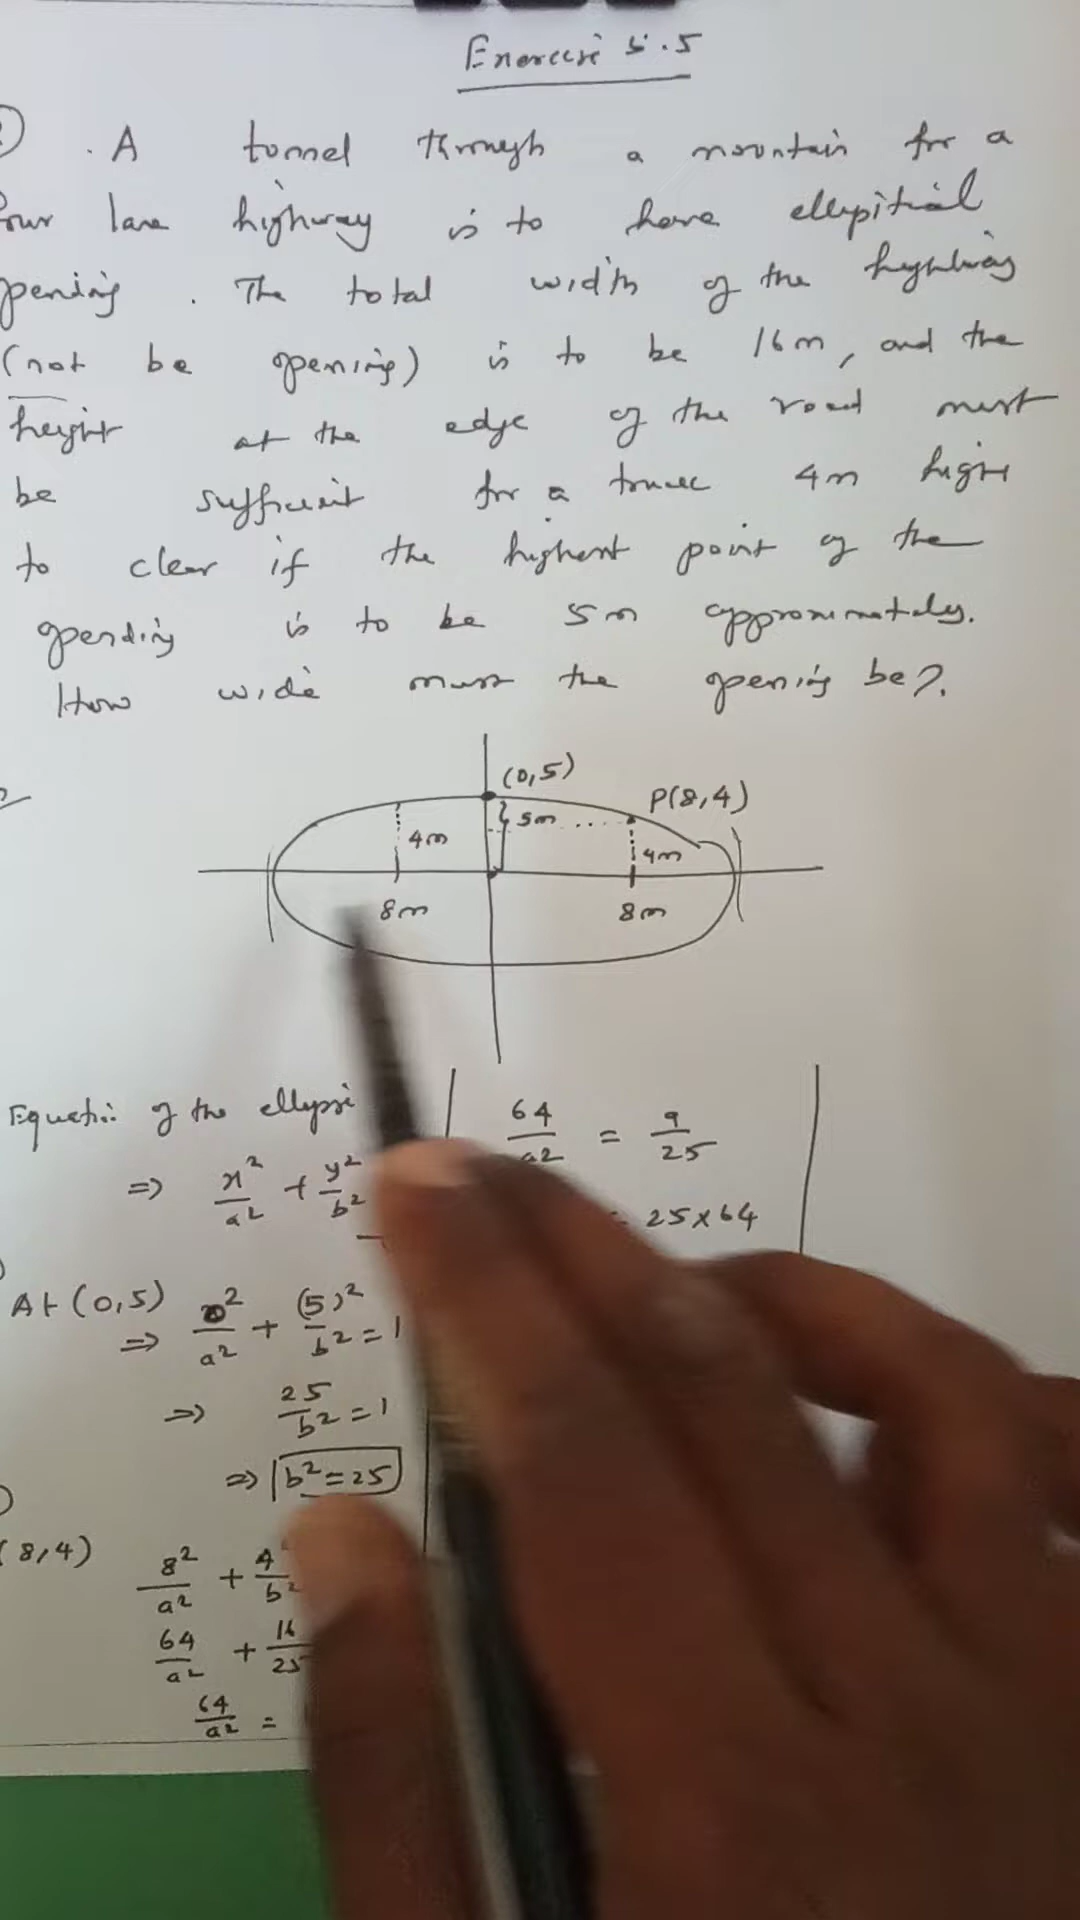 Exercise 5.5
. A tunnel through a mountain for a
four lane highway is to have elliptical
opening . The total width of the highway
(not be opening) is to be 16m, and the
height at the edge of the road must
be sufficient for a truck 4m high
to clear if the highest point of the
opening is to be 5m approximately.
How wide must the opening be?.
(0,5)
P(8,4)
5m
4m
4m
8m
8m
Equation of the ellipse
⇒ x²/a² + y²/b²
At (0,5) 0²/a² + (5)²/b² = 1
⇒
⇒ 25/b² = 1
⇒ b² = 25
(8,4) 8²/a² + 4²/b²
64/a² + 16/25
64/a² =
64/a² = 9/25
= 25×64